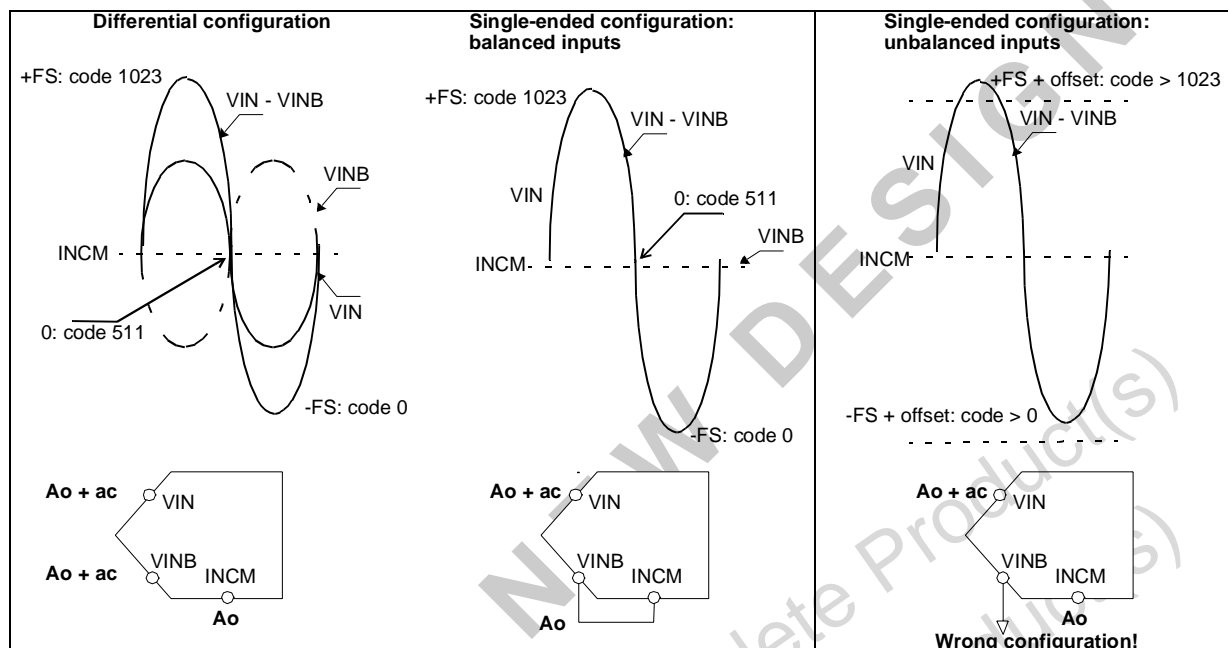 Differential configuration
+FS: code 1023
VIN - VINB
VINB
INCM
VIN
0: code 511
-FS: code 0
Ao + ac
VIN
Ao + ac
VINB
INCM
Ao
Single-ended configuration:
balanced inputs
+FS: code 1023
VIN - VINB
VIN
0: code 511
VINB
INCM
-FS: code 0
Ao + ac
VIN
VINB
INCM
Ao
Single-ended configuration:
unbalanced inputs
+FS + offset: code > 1023
VIN - VINB
VIN
INCM
-FS + offset: code > 0
Ao + ac
VIN
VINB
INCM
Ao
Wrong configuration!
W DESIGN
Product(s)